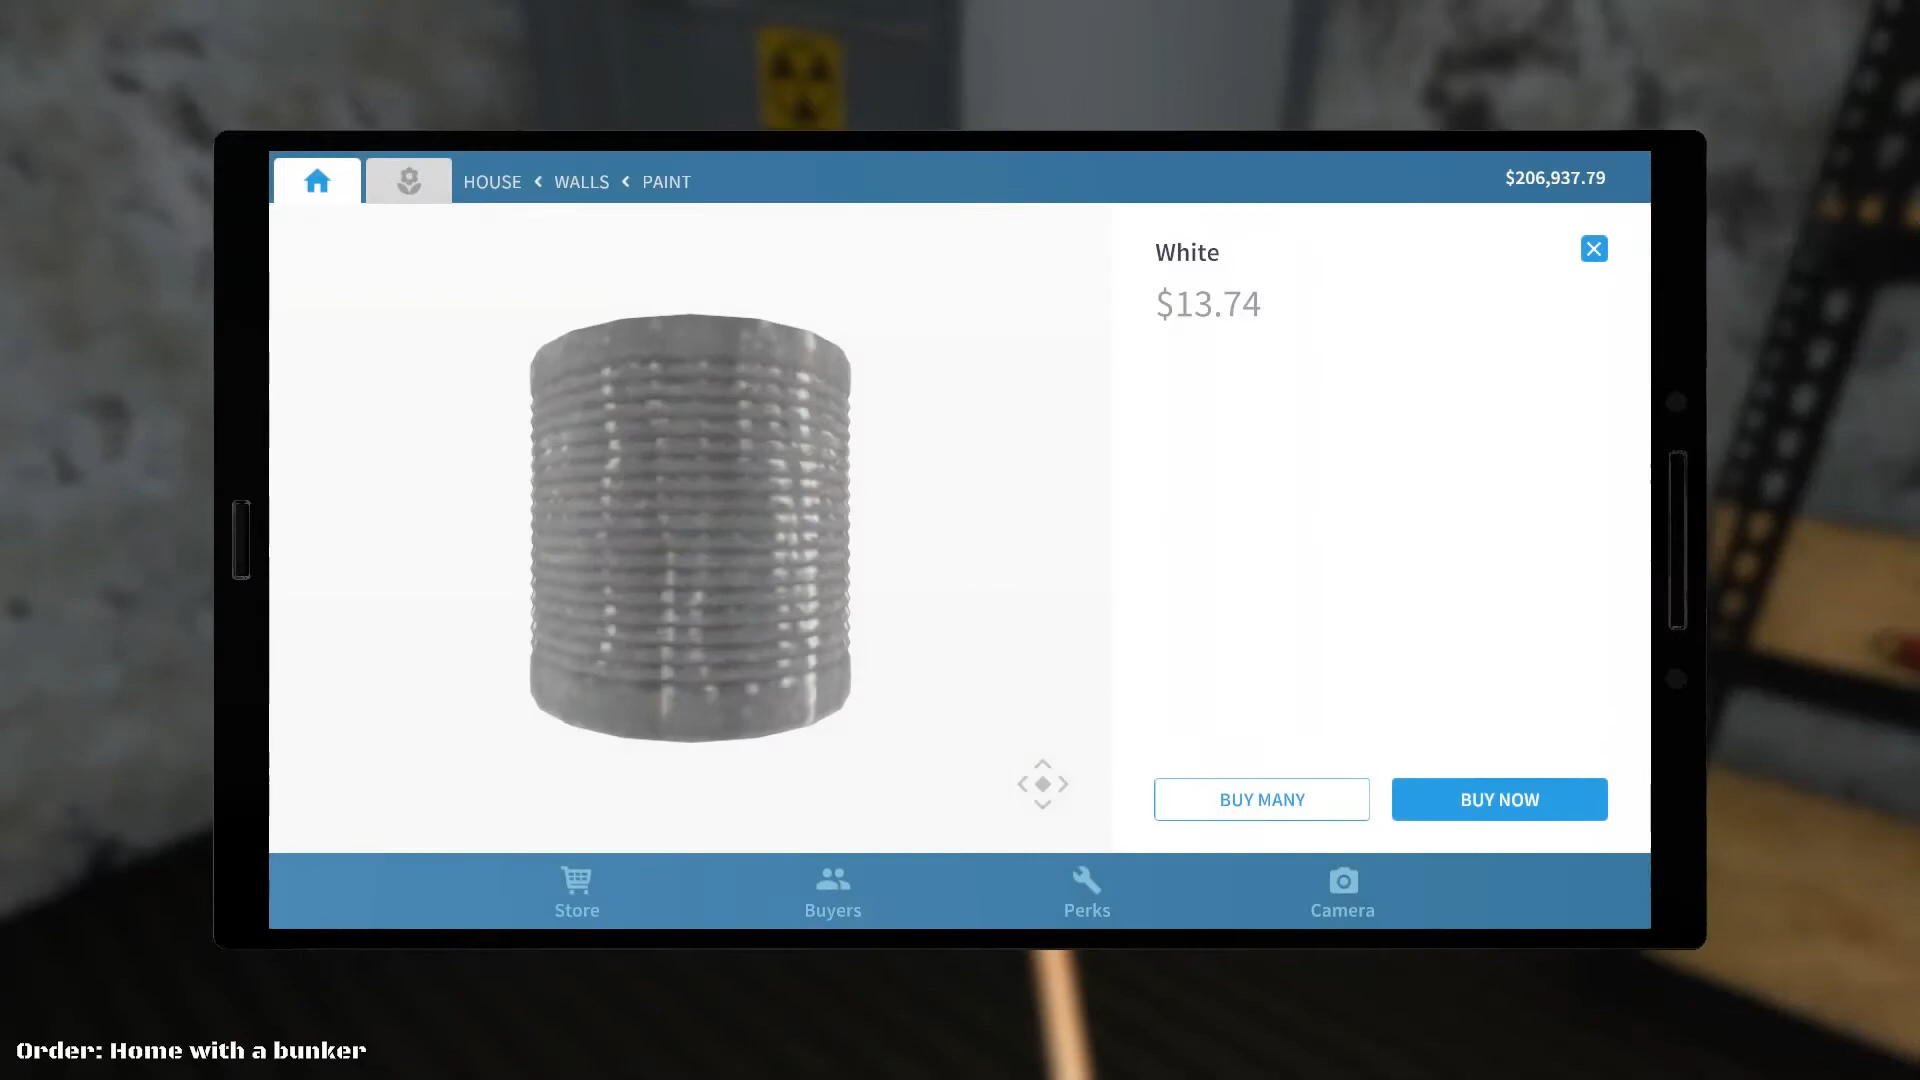 HOUSE < WALLS < PAINT
$206,937.79
White
$13.74
BUY MANY
BUY NOW
Store
Buyers
Perks
Camera
Order: Home with a bunker